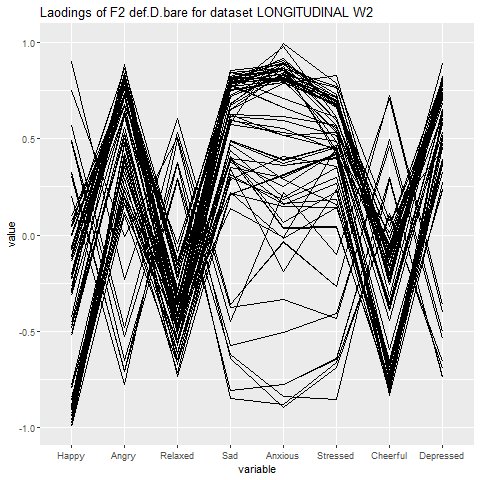 Laodings of F2 def.D.bare for dataset LONGITUDINAL W2
1.0
0.5
0.0
-0.5
-1.0
value
Happy Angry Relaxed Sad Anxious Stressed Cheerful Depressed
variable